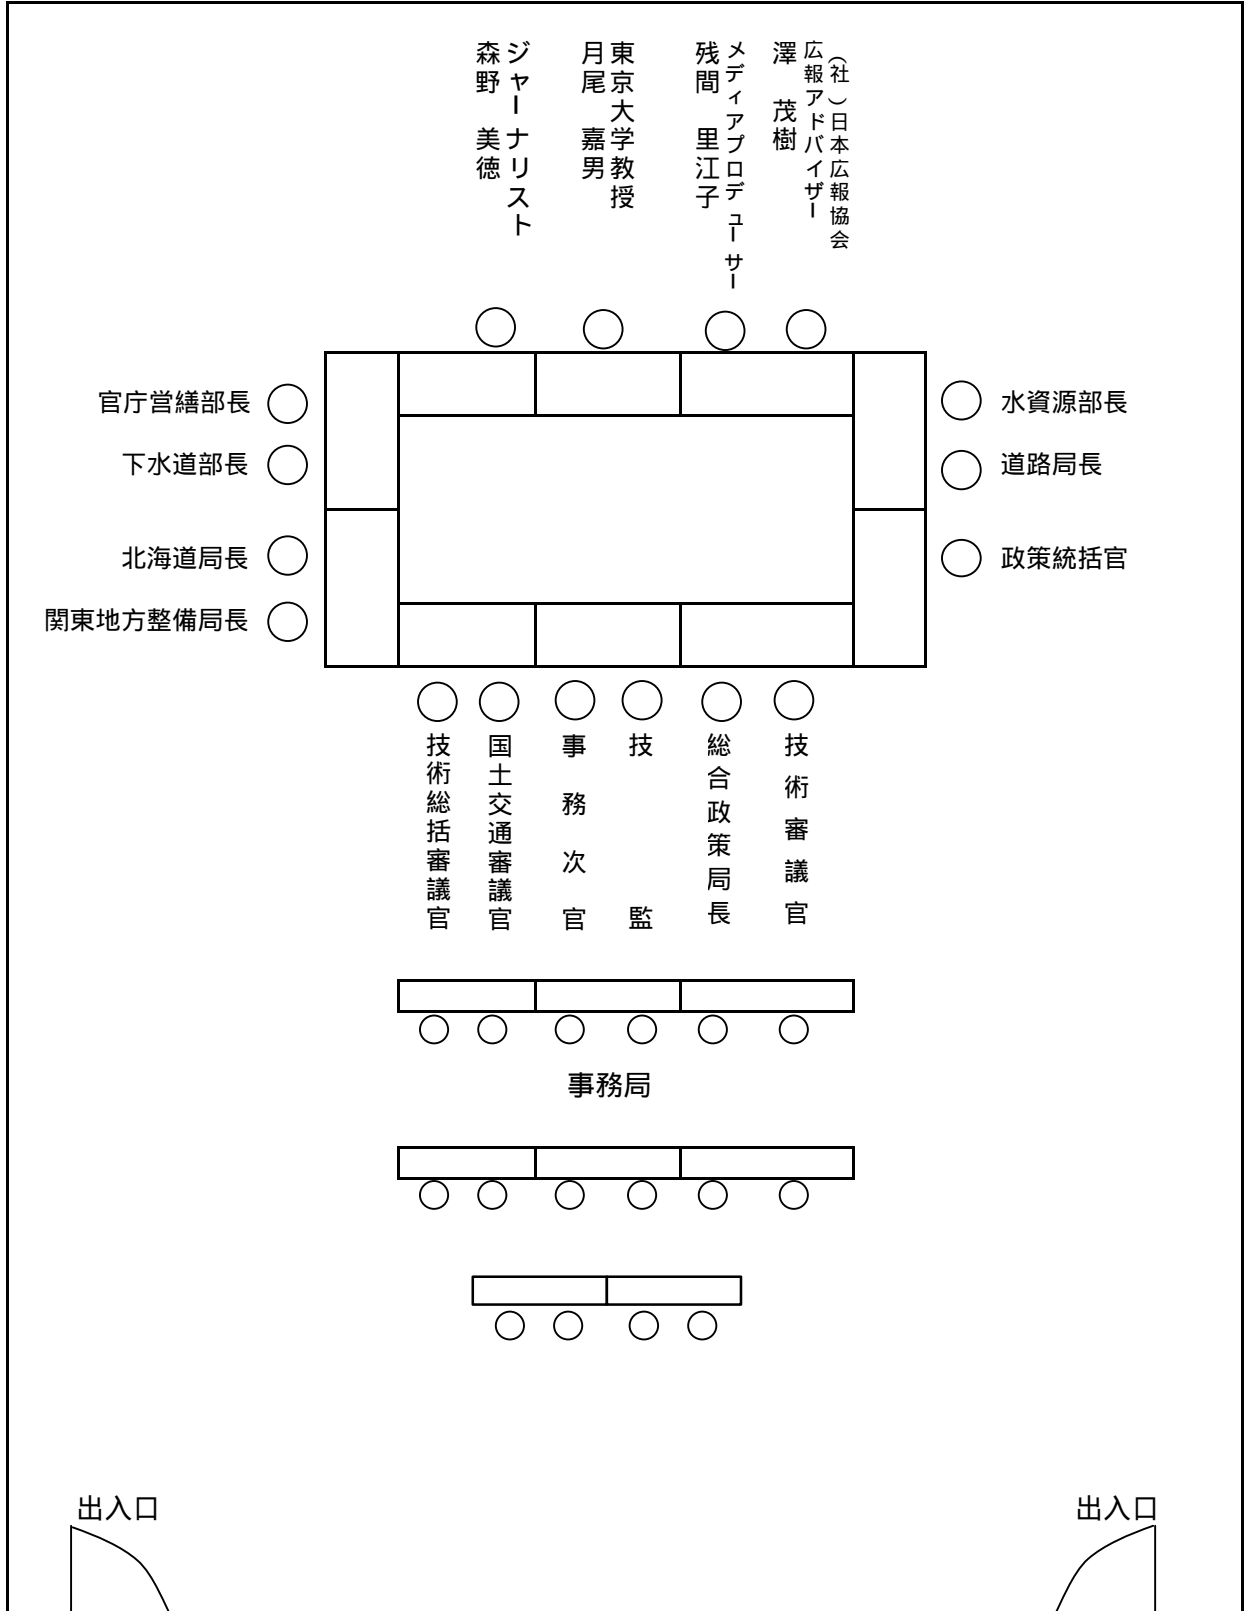 (社)日本広報協会
広報アドバイザー
澤 茂樹
メディアプロデューサー
残間 里江子
東京大学教授
月尾 嘉男
ジャーナリスト
森野 美徳
官庁営繕部長
下水道部長
北海道局長
関東地方整備局長
水資源部長
道路局長
政策統括官
技術審議官
総合政策局長
技 監
事務次官
国土交通審議官
技術総括審議官
事務局
出入口
出入口